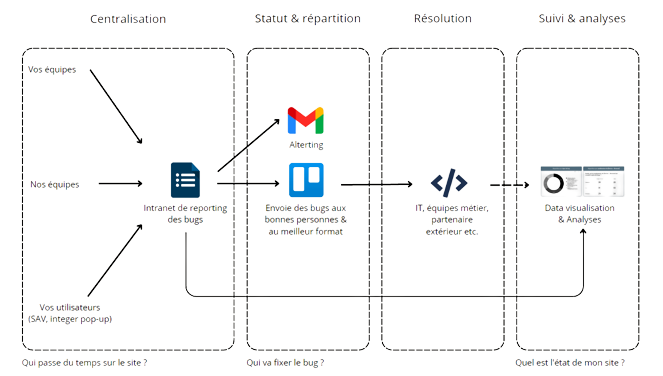 Centralisation
Statut & répartition
Résolution
Suivi & analyses
Vos équipes
Nos équipes
Vos utilisateurs
(SAV, integer pop-up)
Intranet de reporting
des bugs
Alterting
Envoie des bugs aux
bonnes personnes &
au meilleur format
IT, équipes métier,
partenaire
extérieur etc.
Data visualisation
& Analyses
Qui passe du temps sur le site ?
Qui va fixer le bug ?
Quel est l'état de mon site ?